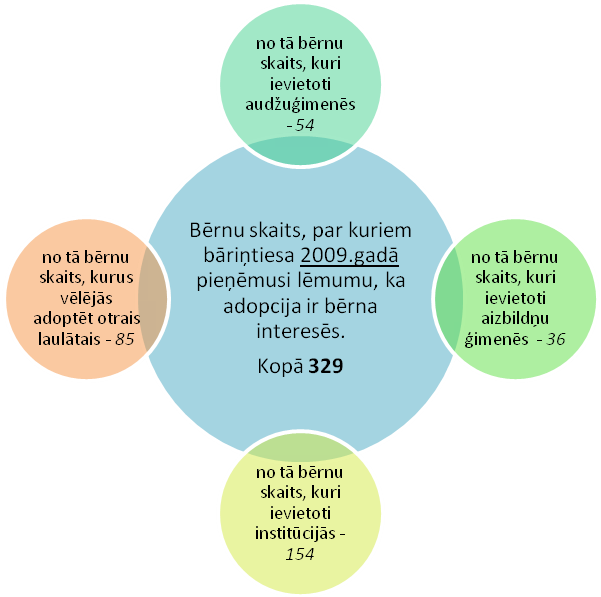 no tā bērnu
skaits, kuri
ievietoti
audžuģimenēs
- 54
Bērnu skaits, par kuriem
bāriņtiesa 2009.gadā
pieņēmusi lēmumu, ka
adopcija ir bērna
interesēs.
Kopā 329
no tā bērnu
skaits, kurus
vēlējās
adoptēt otrais
laulātais - 85
no tā bērnu
skaits, kuri
ievietoti
aizbildņu
ģimenēs - 36
no tā bērnu
skaits, kuri
ievietoti
institūcijās -
154